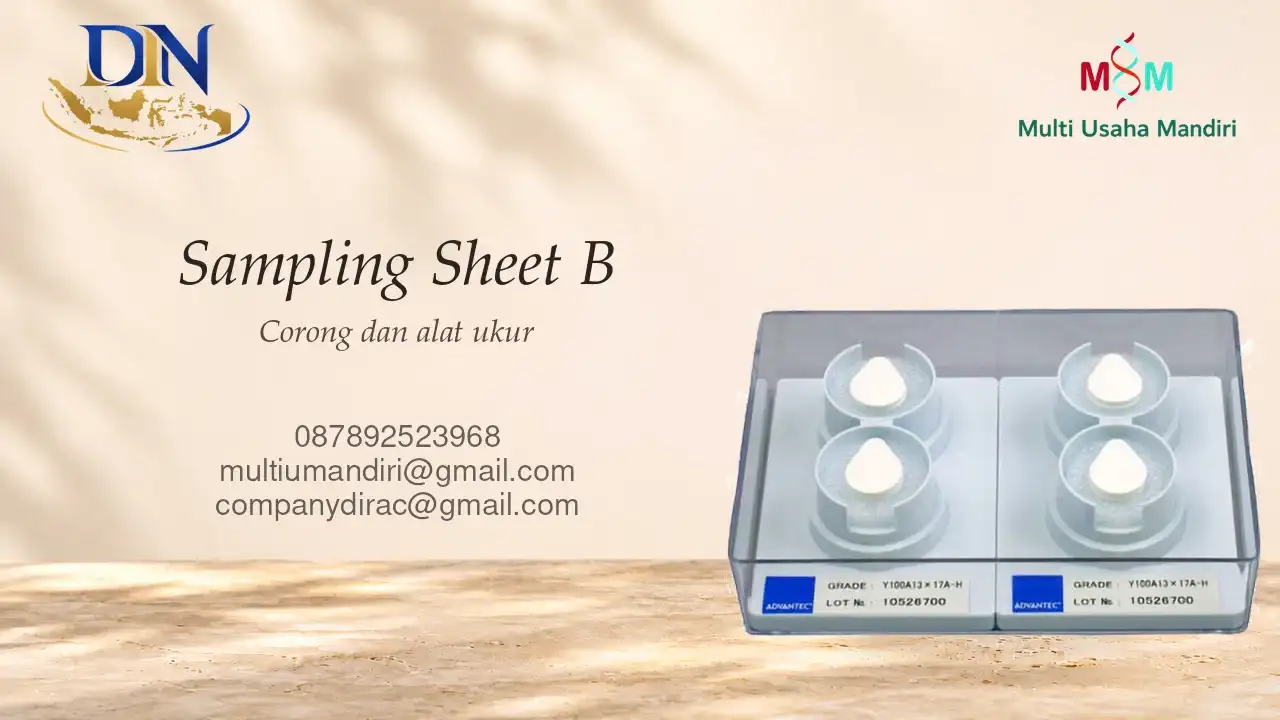 DIN
M M
Multi Usaha Mandiri
Sampling Sheet B
Corong dan alat ukur
087892523968
multiumandiri@gmail.com
companydirac@gmail.com
ADVANTEC
GRADE : Y100A13×17A-H
LOT № : 10526700
ADVANTEC
GRADE : Y100A13×17A-H
LOT № : 10526700